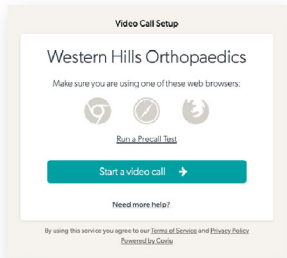 Video Call Setup
Western Hills Orthopaedics
Make sure you are using one of these web browsers:
Run a Precall Test
Start a video call
Need more help?
By using this service you agree to our Terms of Service and Privacy Policy
Powered by Coviu